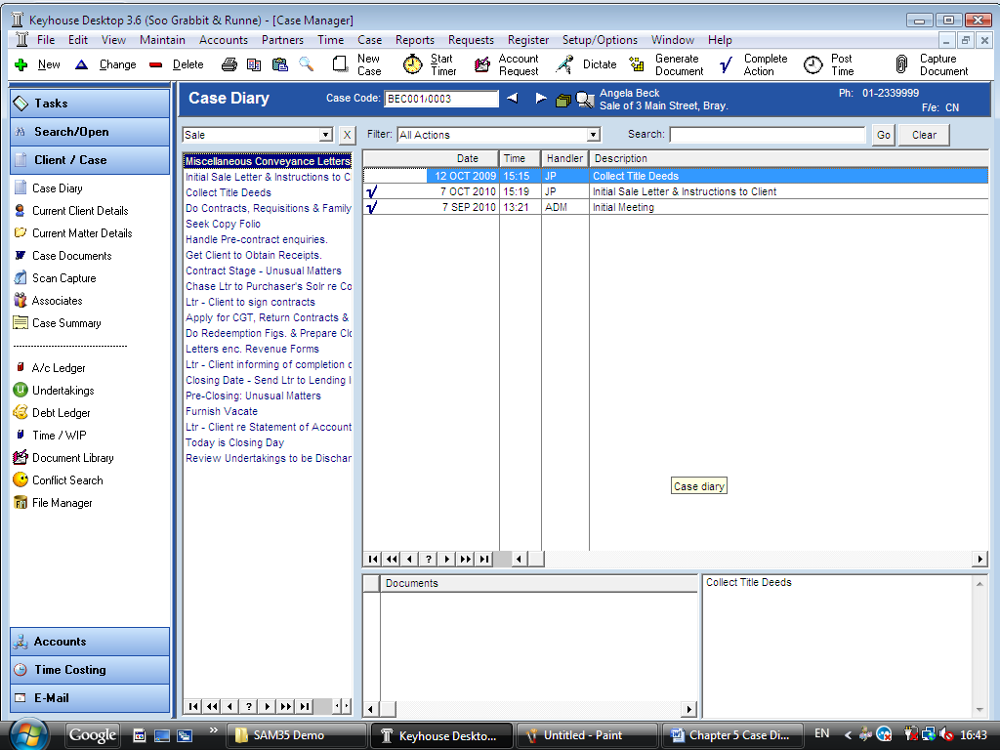 Keyhouse Desktop 3.6 (Soo Grabbit & Runne) - [Case Manager]
File Edit View Maintain Accounts Partners Time Case Reports Requests Register Setup/Options Window Help
New Change Delete New Case Start Timer Account Request Dictate Generate Document Complete Action Post Time Capture Document
Tasks
Search/Open
Client / Case
Case Diary
Current Client Details
Current Matter Details
Case Documents
Scan Capture
Associates
Case Summary
A/c Ledger
Undertakings
Debt Ledger
Time / WIP
Document Library
Conflict Search
File Manager
Accounts
Time Costing
E-Mail
Case Diary Case Code: BEC001/0003 Angela Beck Ph: 01-2339999
Sale of 3 Main Street, Bray. F/e: CN
Sale X Filter: All Actions Search: Go Clear
Miscellaneous Conveyance Letters
Initial Sale Letter & Instructions to C
Collect Title Deeds
Do Contracts, Requisitions & Family
Seek Copy Folio
Handle Pre-contract enquiries.
Get Client to Obtain Receipts.
Contract Stage - Unusual Matters
Chase Ltr to Purchaser's Solr re Co
Ltr - Client to sign contracts
Apply for CGT, Return Contracts &
Do Redemption Figs. & Prepare Clo
Letters enc. Revenue Forms
Ltr - Client informing of completion d
Closing Date - Send Ltr to Lending I
Pre-Closing: Unusual Matters
Furnish Vacate
Ltr - Client re Statement of Account
Today is Closing Day
Review Undertakings to be Dischar
Date Time Handler Description
12 OCT 2009 15:15 JP Collect Title Deeds
7 OCT 2010 15:19 JP Initial Sale Letter & Instructions to Client
7 SEP 2010 13:21 ADM Initial Meeting
Case diary
?
Documents
Collect Title Deeds
?
Google SAM35 Demo Keyhouse Deskto... Untitled - Paint Chapter 5 Case Di... EN 16:43